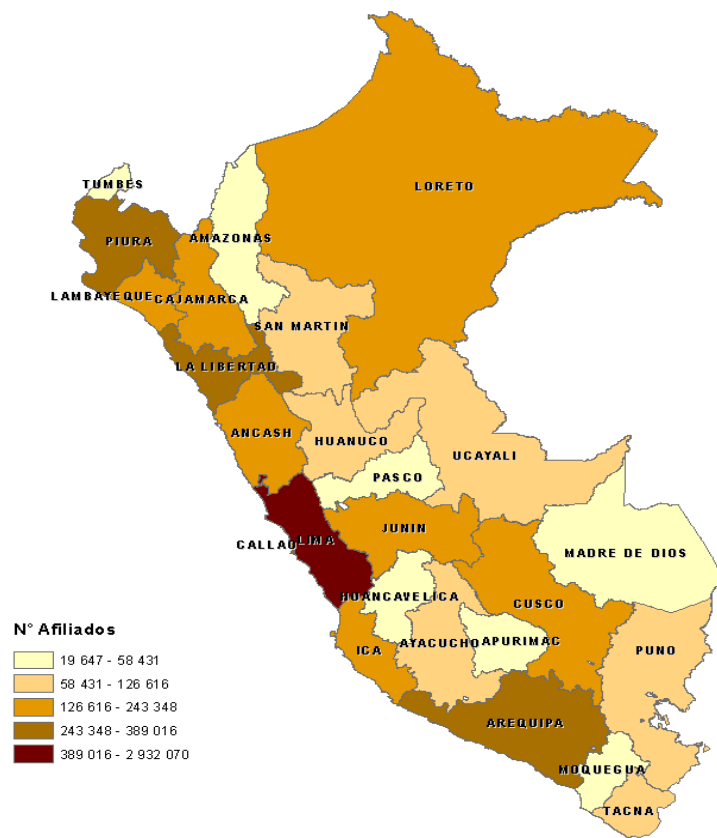 LORETO
TUMBES
PIURA
AMAZONAS
LAMBAYEQUE
CAJAMARCA
SAN MARTIN
LA LIBERTAD
ANCASH
HUANUCO
UCAYALI
PASCO
JUNIN
CALLAO
LIMA
MADRE DE DIOS
HUANCAVELICA
CUSCO
ICA
AYACUCHO
APURIMAC
PUNO
AREQUIPA
MOQUEGUA
TACNA
N° Afiliados
19 647 - 58 431
58 431 - 126 616
126 616 - 243 348
243 348 - 389 016
389 016 - 2 932 070